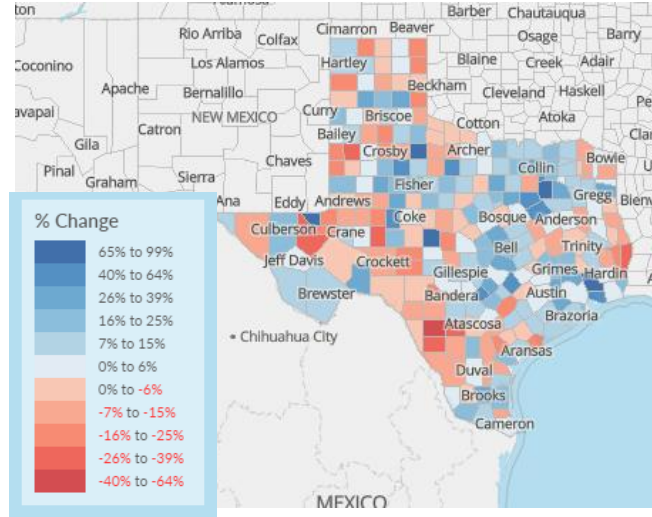 ton
Cimarron Beaver
Barber Chautauqua
Rio Arriba
Colfax
Osage
Barry
Coconino
Los Alamos
Hartley
Blaine
Creek Adair
Apache
Bernalillo
Beckham
Cleveland Haskell
avapai
NEW MEXICO
Curry
Briscoe
Cotton
Atoka
Catron
Bailey
Gila
Chaves
Crosby
Archer
Collin
Bowie
Pinal
Graham
Sierra
Fisher
Gregg
Ana
Eddy
Andrews
Coke
Bosque
Anderson
Culberson
Crane
Bell
Trinity
Jeff Davis
Crockett
Gillespie
Grimes
Hardin
Brewster
Bandera
Austin
Brazoria
Chihuahua City
Atascosa
Aransas
Duval
Brooks
Cameron
MEXICO
% Change
65% to 99%
40% to 64%
26% to 39%
16% to 25%
7% to 15%
0% to 6%
0% to -6%
-7% to -15%
-16% to -25%
-26% to -39%
-40% to -64%